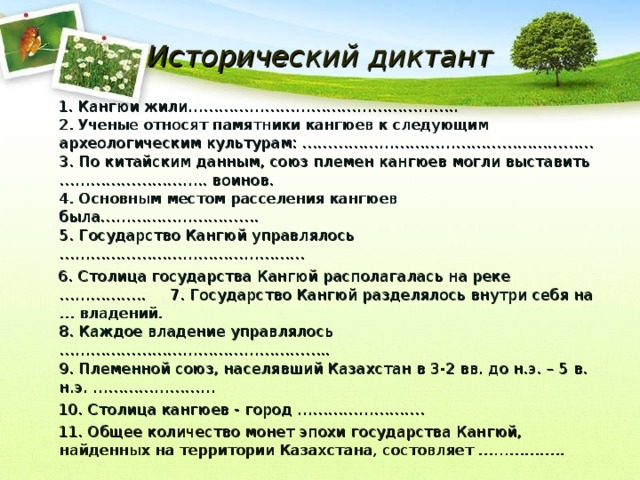 Исторический диктант
1. Кангюи жили……………………………………………..
2. Ученые относят памятники кангюев к следующим
археологическим культурам: …………………………………………………
3. По китайским данным, союз племен кангюев могли выставить
……………………….. воинов.
4. Основным местом расселения кангюев
была………………………….
5. Государство Кангюй управлялось
…………………………………………
6. Столица государства Кангюй располагалась на реке
…………….. 7. Государство Кангюй разделялось внутри себя на
… владений.
8. Каждое владение управлялось
……………………………………………..
9. Племенной союз, населявший Казахстан в 3-2 вв. до н.э. – 5 в.
н.э. ……………………
10. Столица кангюев - город …………………….
11. Общее количество монет эпохи государства Кангюй,
найденных на территории Казахстана, состовляет ……………..